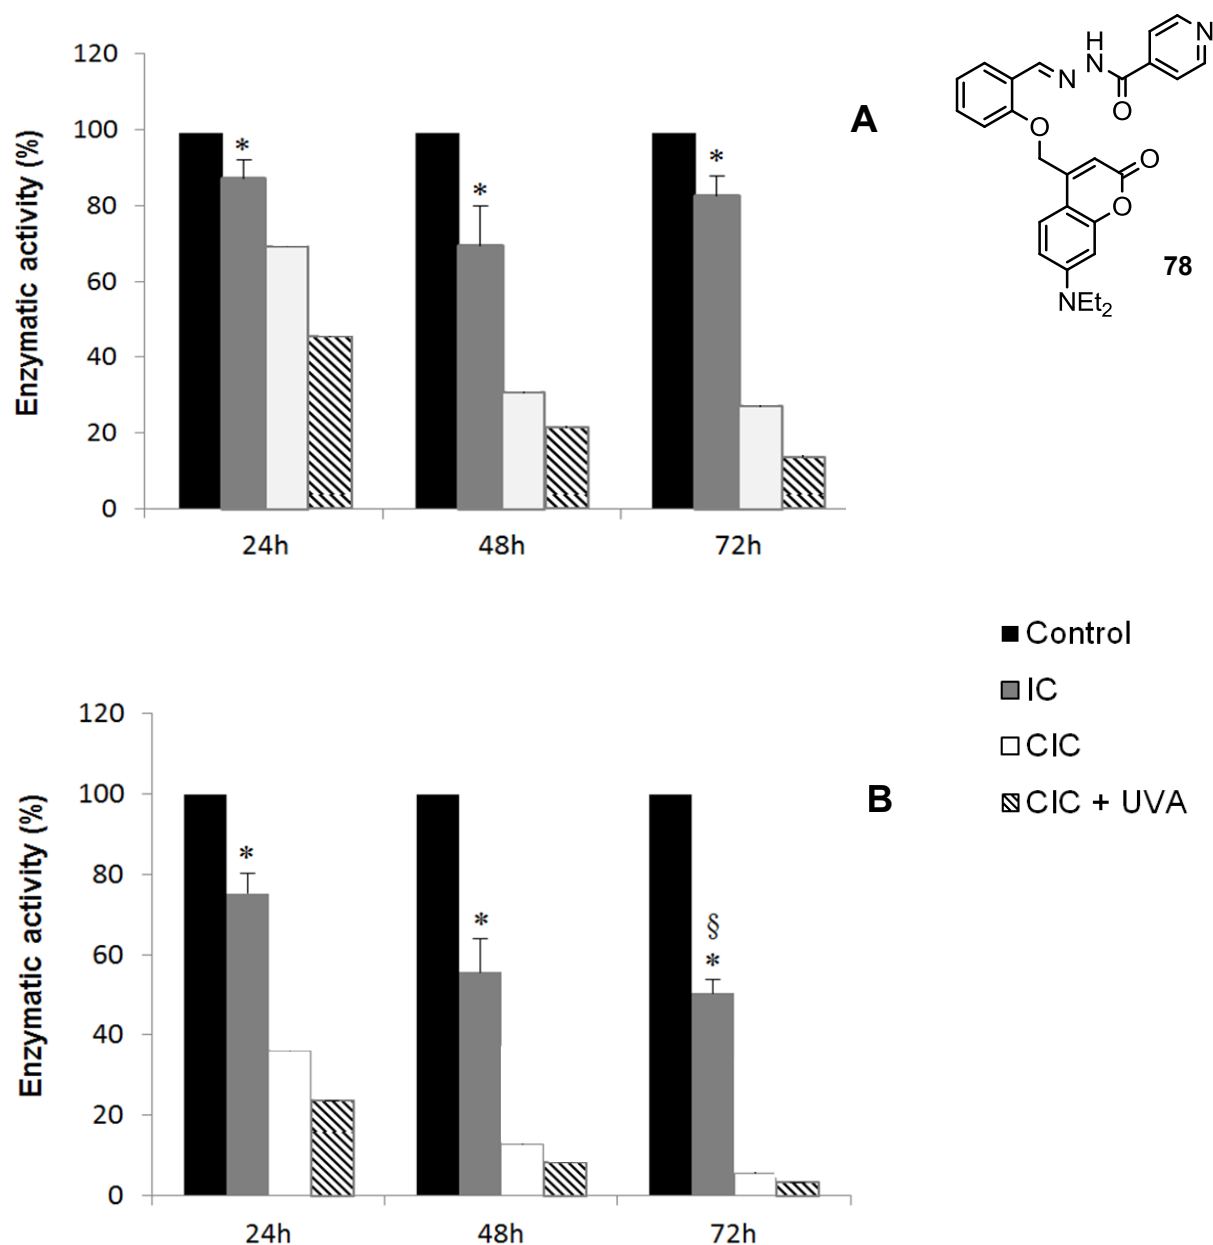 120
100
80
60
40
20
0
Enzymatic activity (%)
*
*
*
24h
48h
72h
A
H
N
N
N
O
O
O
O
NEt2
78
120
100
80
60
40
20
0
Enzymatic activity (%)
*
*
§
*
24h
48h
72h
B
Control
IC
CIC
CIC + UVA